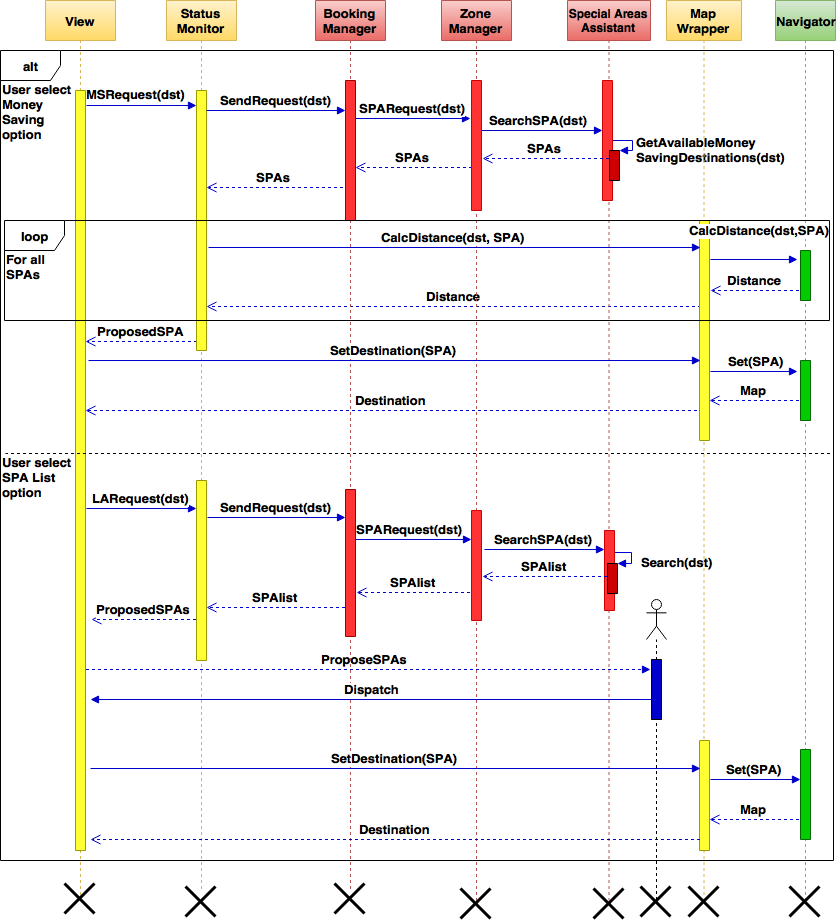 View
Status
Monitor
Booking
Manager
Zone
Manager
Special Areas
Assistant
Map
Wrapper
Navigator
alt
User select
Money
Saving
option
MSRequest(dst)
SendRequest(dst)
SPARequest(dst)
SearchSPA(dst)
GetAvailableMoney
SavingDestinations(dst)
SPAs
SPAs
SPAs
loop
For all
SPAs
CalcDistance(dst, SPA)
CalcDistance(dst,SPA)
Distance
Distance
ProposedSPA
SetDestination(SPA)
Set(SPA)
Map
Destination
User select
SPA List
option
LARequest(dst)
SendRequest(dst)
SPARequest(dst)
SearchSPA(dst)
Search(dst)
SPAlist
SPAlist
SPAlist
ProposedSPAs
ProposeSPAs
Dispatch
SetDestination(SPA)
Set(SPA)
Map
Destination